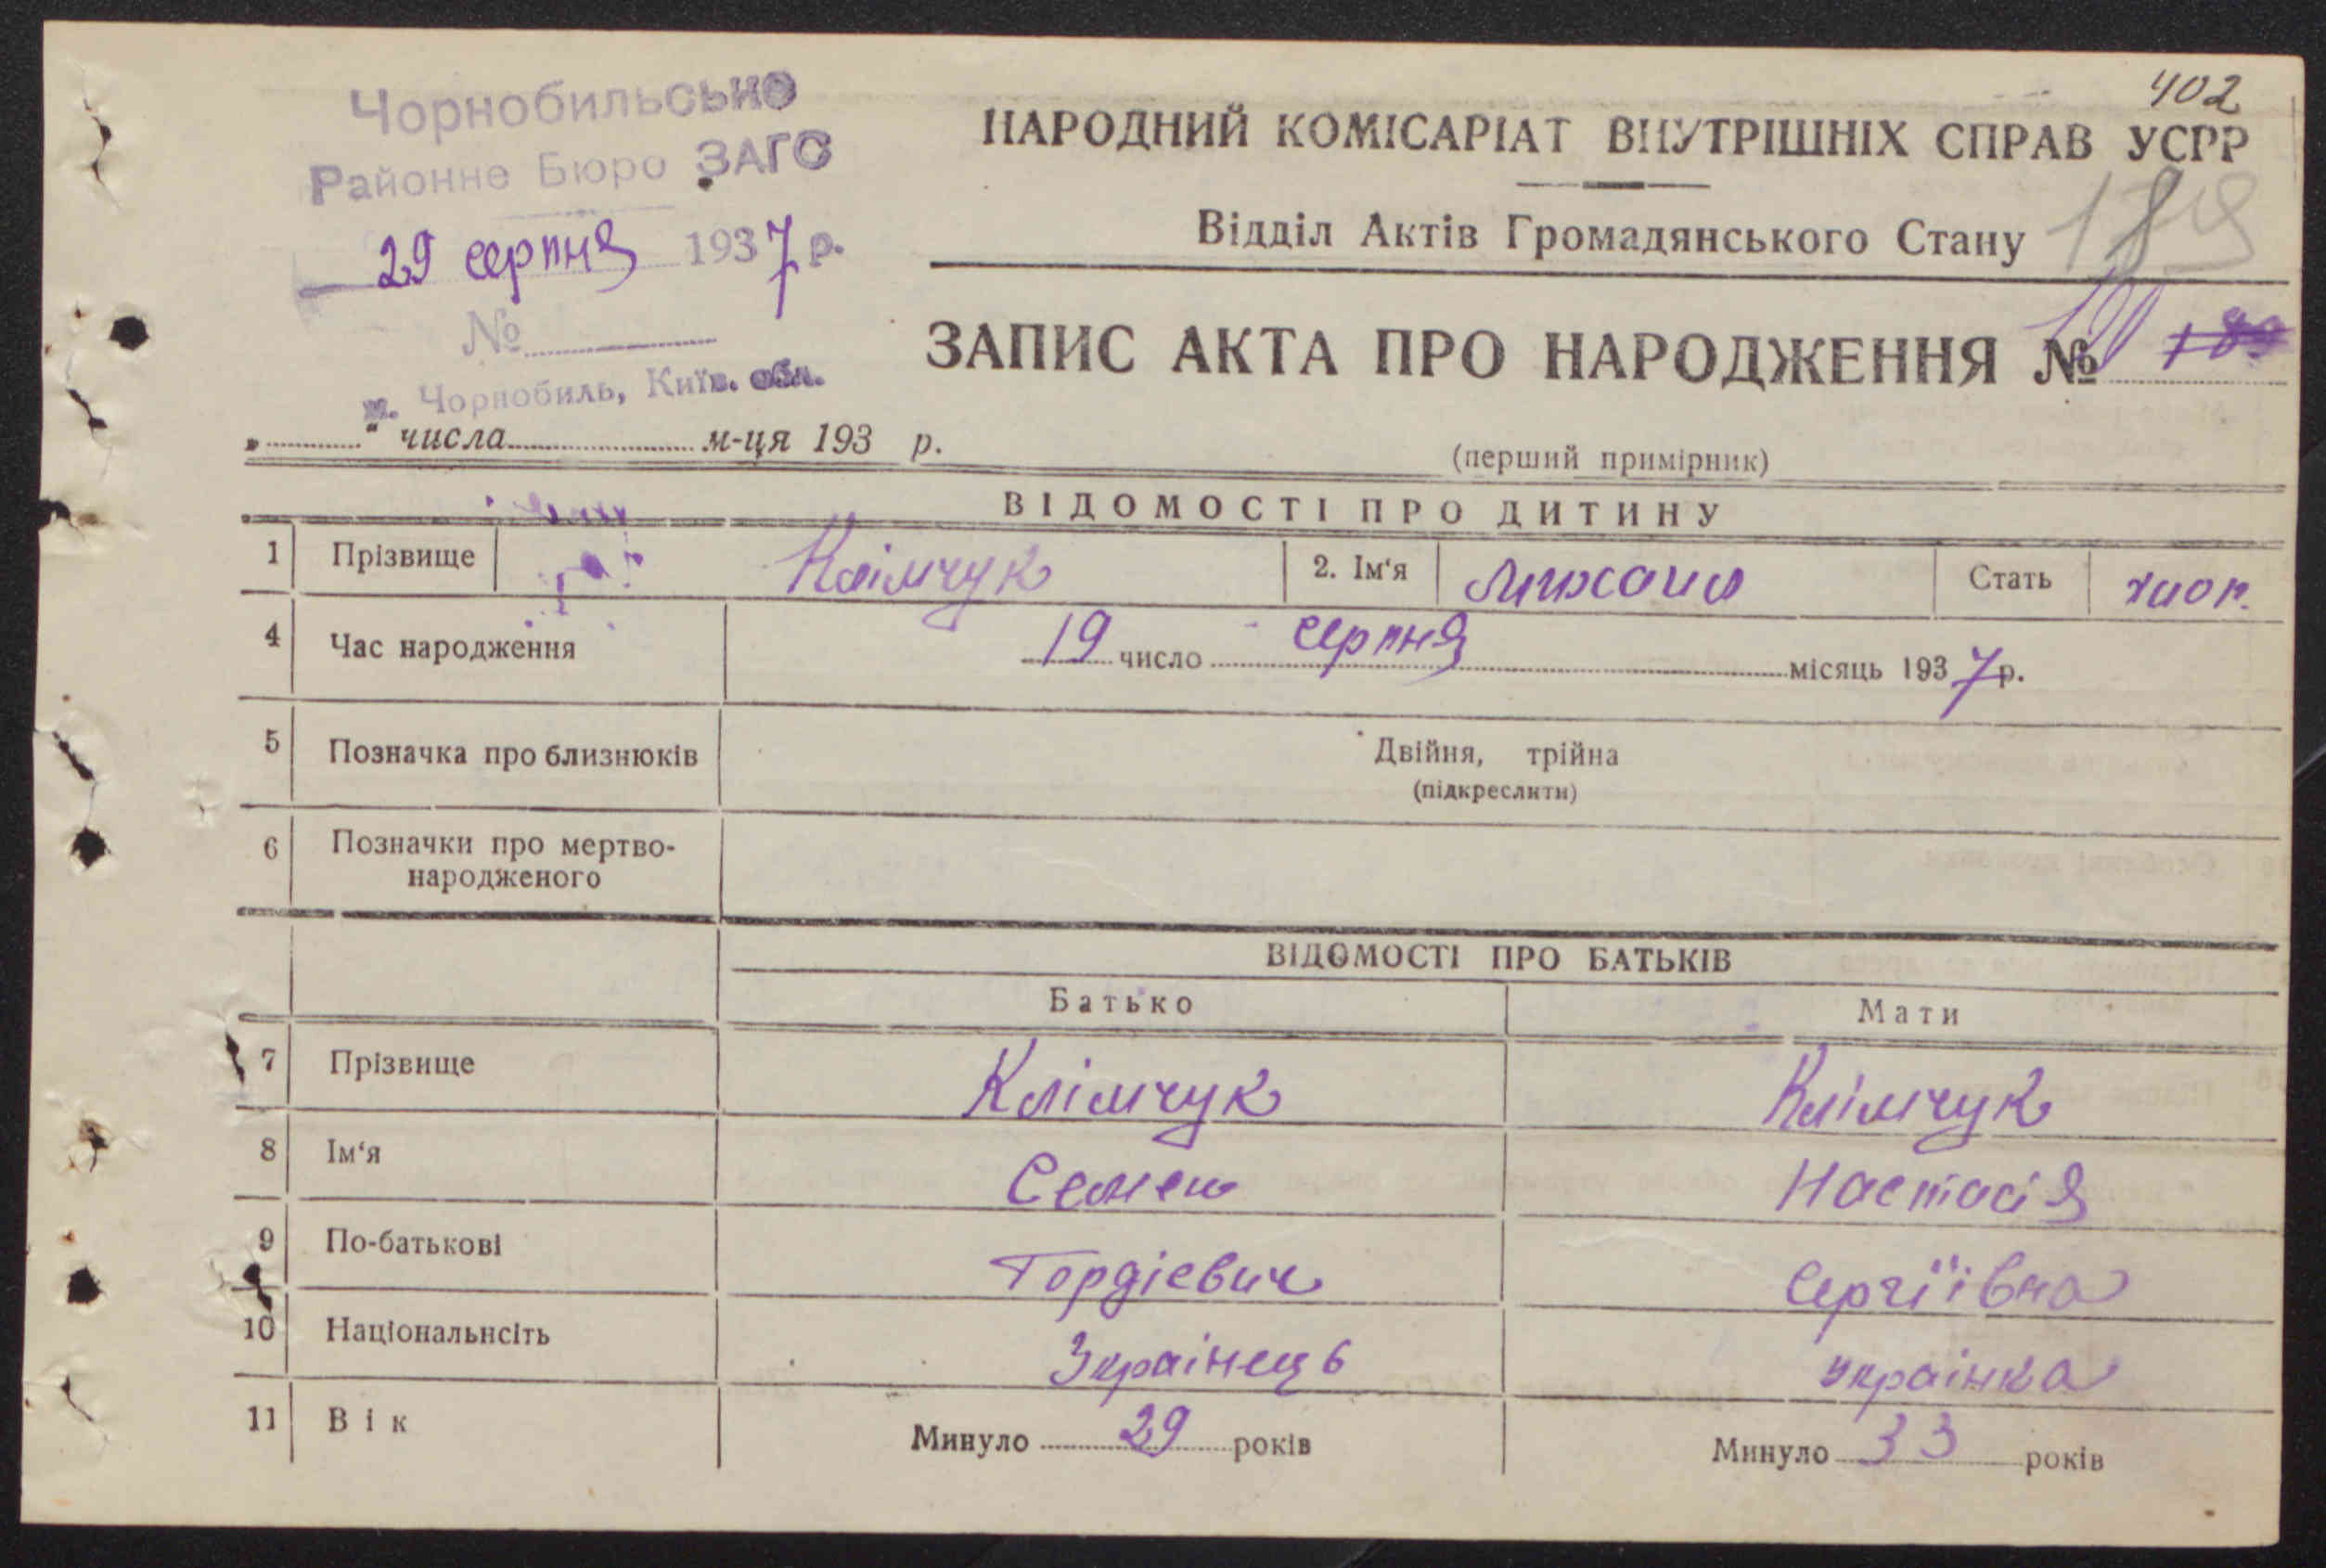 402
Чорнобильське
Районне Бюро ЗАГС
29 серпня 1937 р.
№
м. Чорнобиль, Київ. обл.
„ “ числа м-ця 193 р.
НАРОДНИЙ КОМІСАРІАТ ВНУТРІШНІХ СПРАВ УСРР
Відділ Актів Громадянського Стану
189
ЗАПИС АКТА ПРО НАРОДЖЕННЯ №
(перший примірник)
ВІДОМОСТІ ПРО ДИТИНУ
1 Прізвище Клімчук 2. Ім‘я Михайло Стать чол.
4 Час народження 19 число серпня місяць 1937 р.
5 Позначка про близнюків Двійня, трійна
(підкреслити)
6 Позначки про мертво-
народженого
ВІДОМОСТІ ПРО БАТЬКІВ
Батько Мати
7 Прізвище Клімчук Клімчук
8 Ім‘я Семен Настасія
9 По-батькові Гордієвич Сергіївна
10 Національнсіть Українець українка
11 Вік Минуло 29 років Минуло 33 років